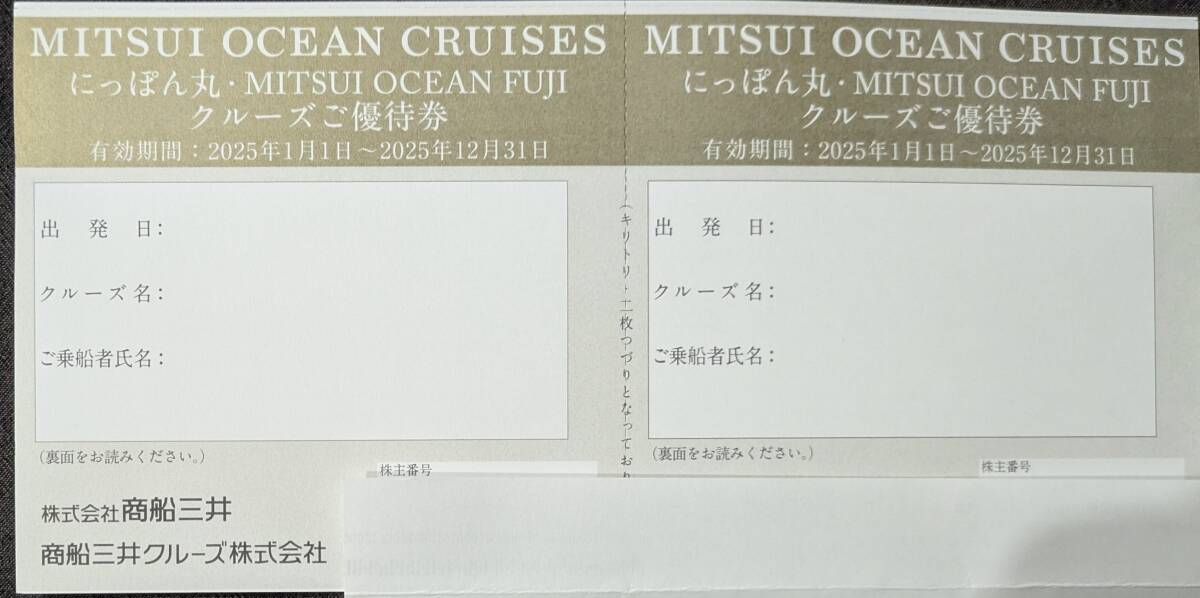 MITSUI OCEAN CRUISES
にっぽん丸・MITSUI OCEAN FUJI
クルーズご優待券
有効期間：2025年1月1日～2025年12月31日
出発日：
クルーズ名：
ご乗船者氏名：
（裏面をお読みください。）
株主番号
株式会社商船三井
商船三井クルーズ株式会社
（キリトリ・二枚つづりとなっており
MITSUI OCEAN CRUISES
にっぽん丸・MITSUI OCEAN FUJI
クルーズご優待券
有効期間：2025年1月1日～2025年12月31日
出発日：
クルーズ名：
ご乗船者氏名：
（裏面をお読みください。）
株主番号